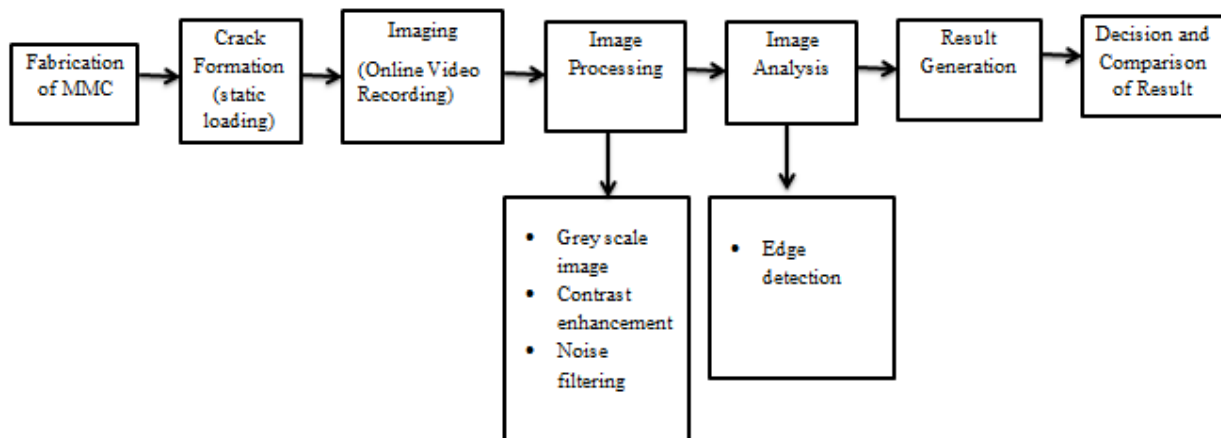 Fabrication
of MMC
Crack
Formation
(static
loading)
Imaging
(Online Video
Recording)
Image
Processing
Image
Analysis
Result
Generation
Decision and
Comparison
of Result
• Grey scale
image
• Contrast
enhancement
• Noise
filtering
• Edge
detection